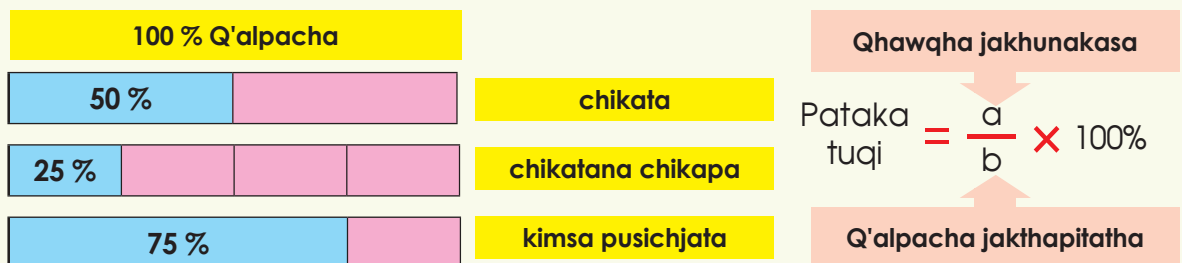 100 % Q'alpacha
50 %
chikata
25 %
chikatana chikapa
75 %
kimsa pusichjata
Qhawqha jakhunakasa
Pataka
tuqi
= a/b × 100%
Q'alpacha jakthapitatha